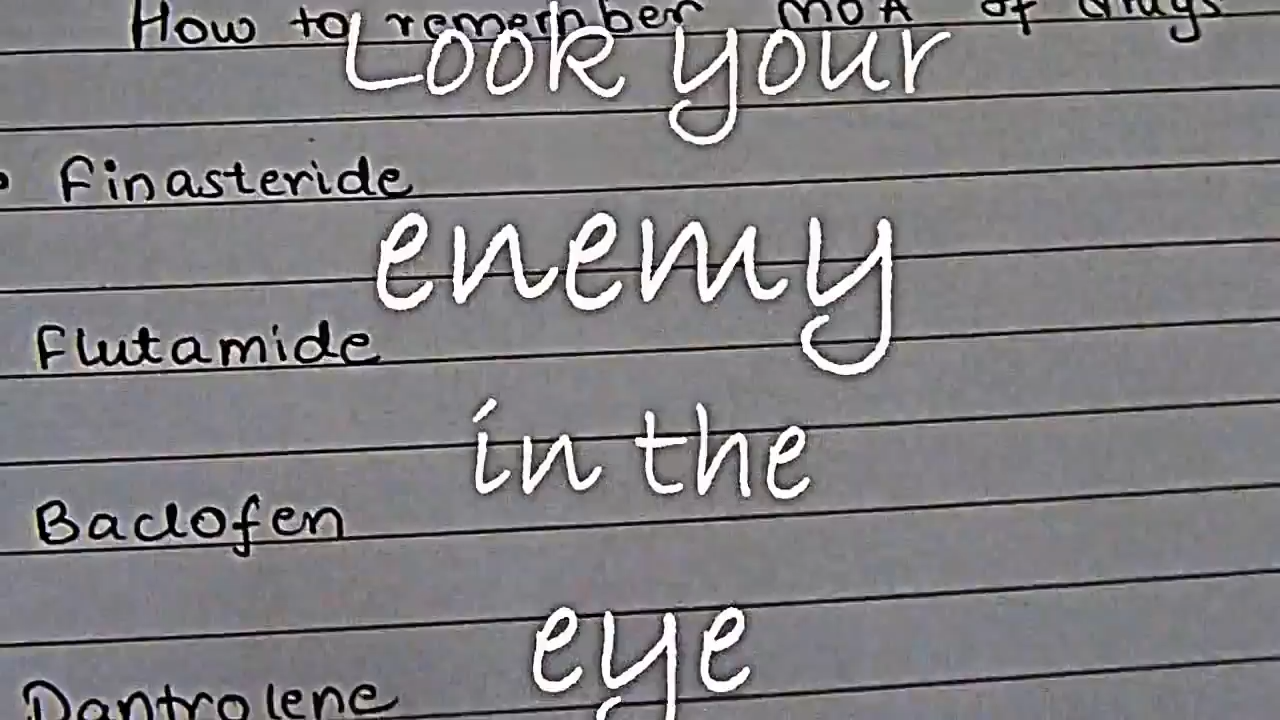 How to remember MOA of drugs
Look your
Finasteride
enemy
Flutamide
in the
Baclofen
eye
Dantrolene